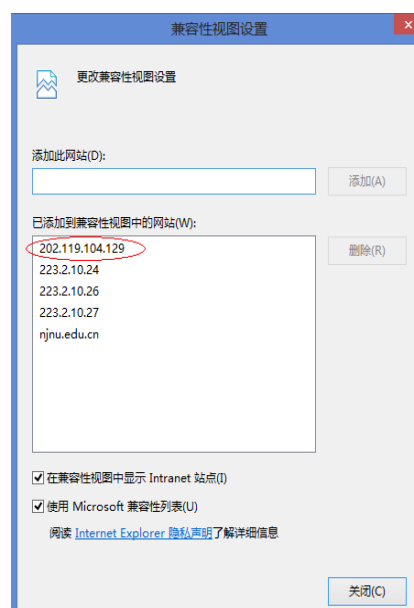 兼容性视图设置
更改兼容性视图设置
添加此网站(D):
添加(A)
已添加到兼容性视图中的网站(W):
202.119.104.129
删除(R)
223.2.10.24
223.2.10.26
223.2.10.27
njnu.edu.cn
在兼容性视图中显示 Intranet 站点(I)
使用 Microsoft 兼容性列表(U)
阅读 Internet Explorer 隐私声明了解详细信息
关闭(C)